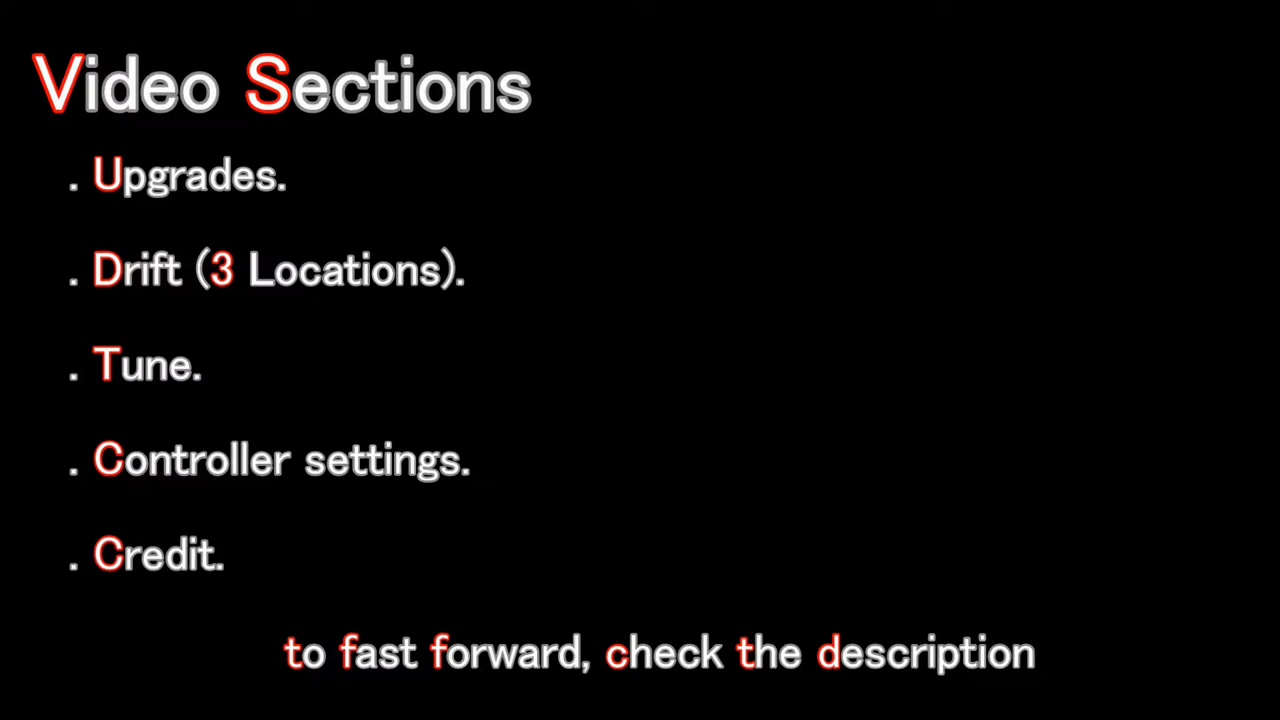 Video Sections
. Upgrades.
. Drift (3 Locations).
. Tune.
. Controller settings.
. Credit.
to fast forward, check the description